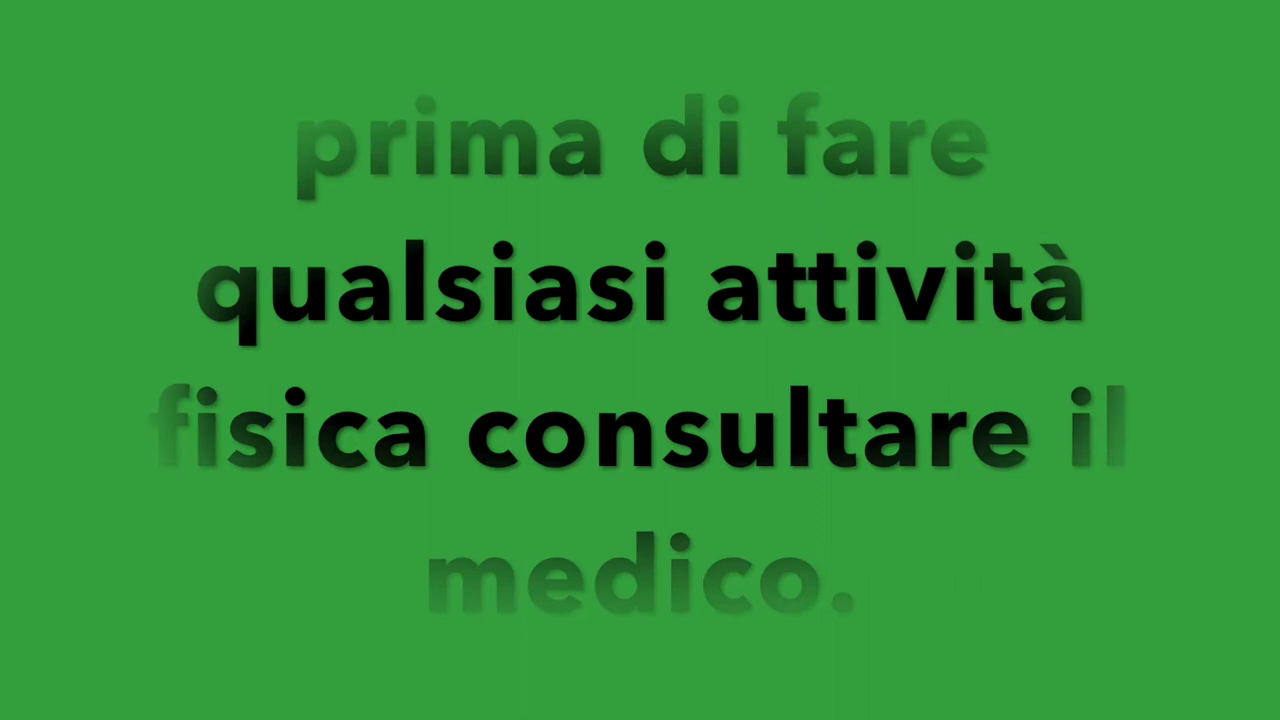 prima di fare
qualsiasi attività
fisica consultare il
medico.